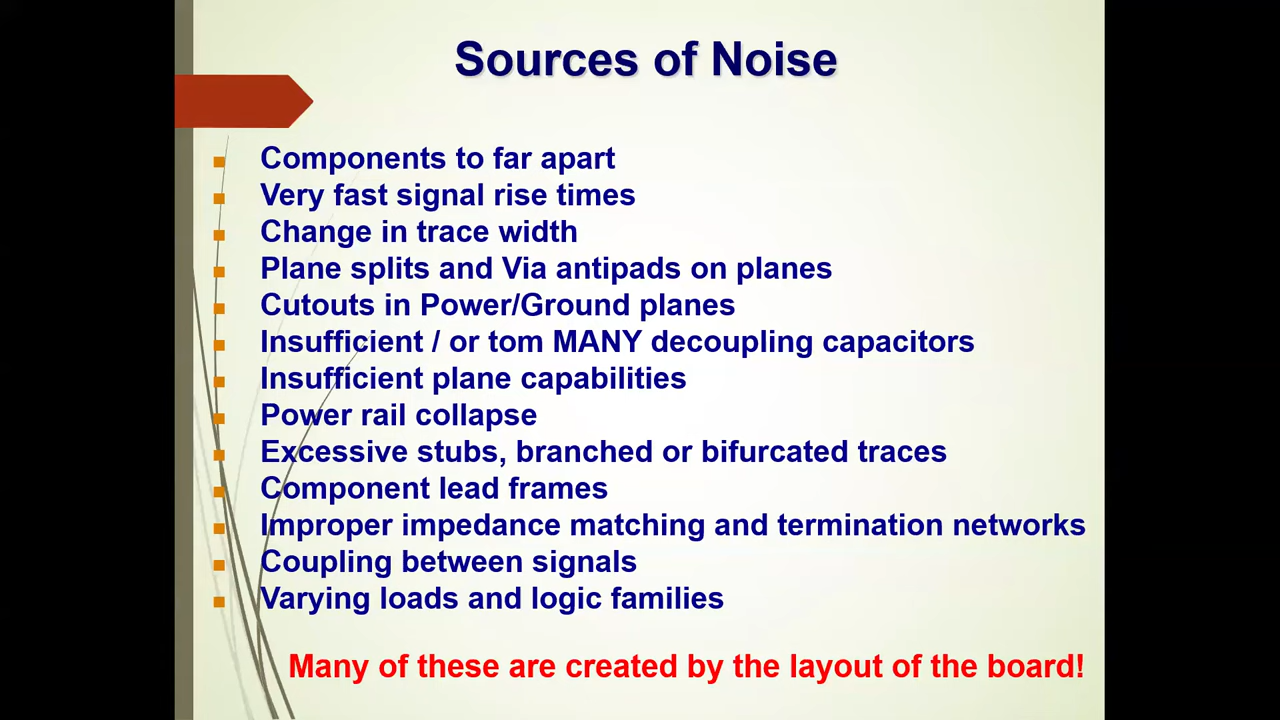 Sources of Noise
Components to far apart
Very fast signal rise times
Change in trace width
Plane splits and Via antipads on planes
Cutouts in Power/Ground planes
Insufficient / or tom MANY decoupling capacitors
Insufficient plane capabilities
Power rail collapse
Excessive stubs, branched or bifurcated traces
Component lead frames
Improper impedance matching and termination networks
Coupling between signals
Varying loads and logic families
Many of these are created by the layout of the board!